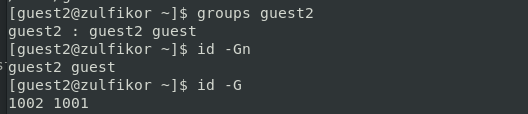 [guest2@zulfikor ~]$ groups guest2
guest2 : guest2 guest
[guest2@zulfikor ~]$ id -Gn
guest2 guest
[guest2@zulfikor ~]$ id -G
1002 1001